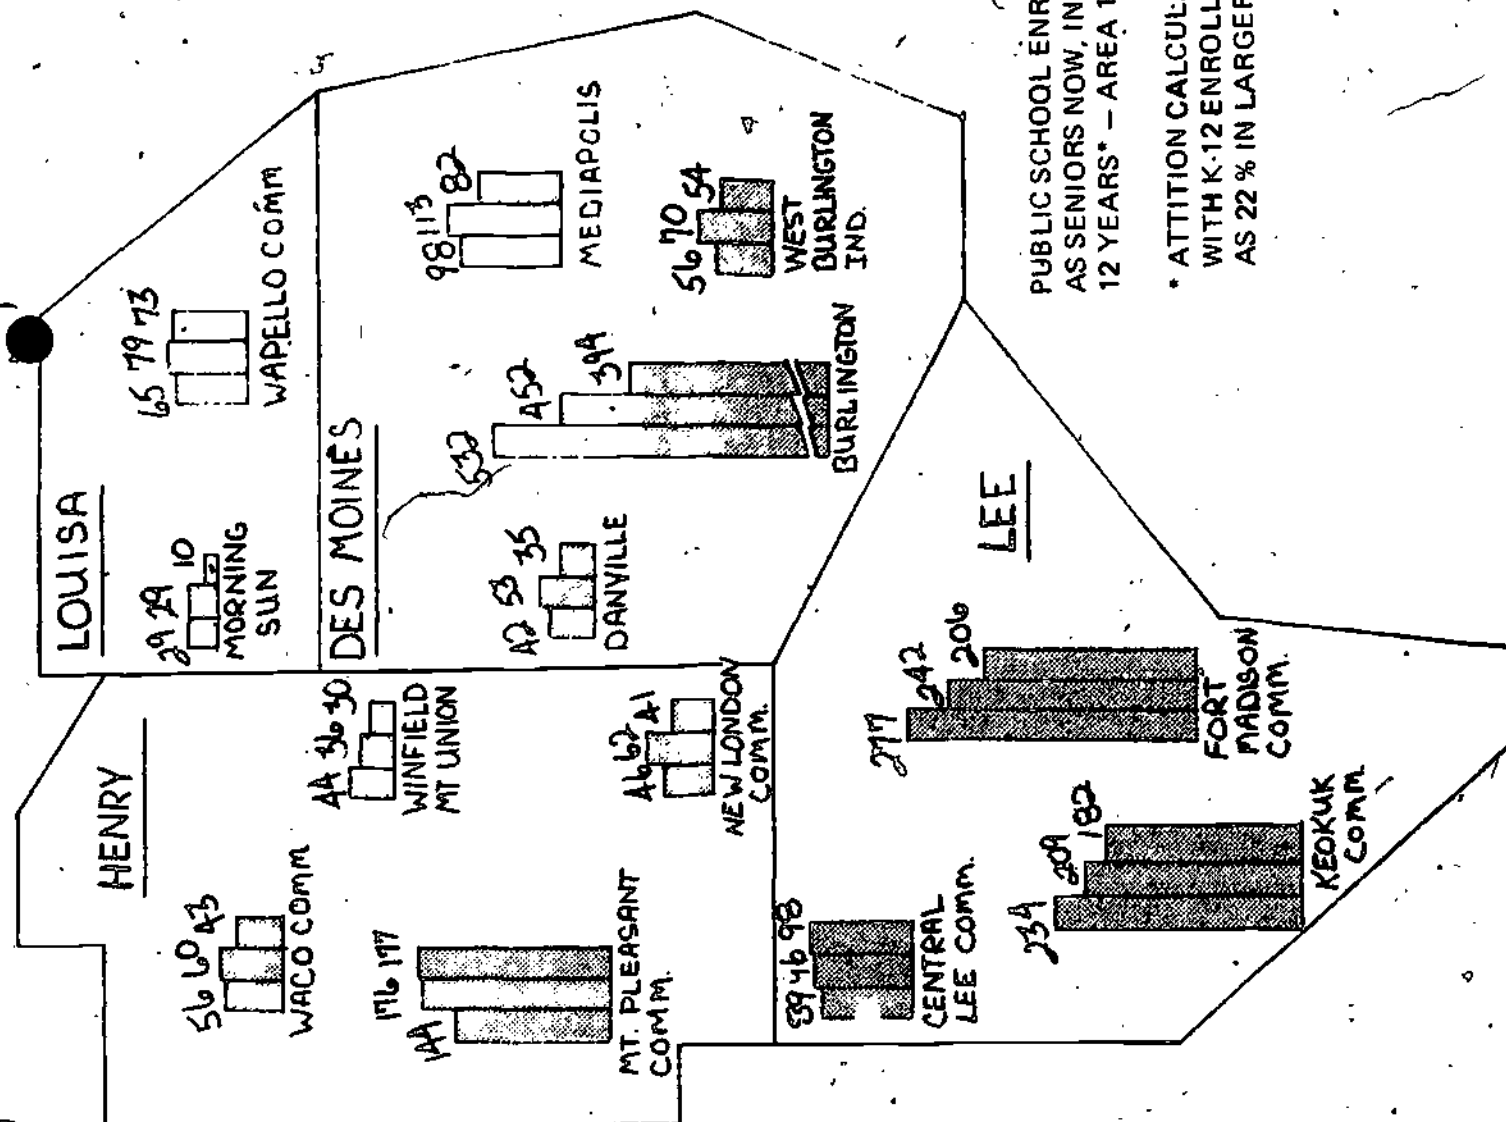 LOUISA
29 29 10
MORNING
SUN
65 79 73
WAPELLO COMM
DES MOINES
42 53 35
DANVILLE
532 452 344
BURLINGTON
98 113 82
MEDIAPOLIS
56 70 54
WEST
BURLINGTON
IND.
HENRY
56 60 43
WACO COMM
44 36 30
WINFIELD
MT UNION
144 176 177
MT. PLEASANT
COMM.
46 62 41
NEW LONDON
COMM.
LEE
98
CENTRAL
LEE COMM.
234 209 182
KEOKUK
COMM.
277 242 206
FORT
MADISON
COMM.
PUBLIC SCHOOL ENR
AS SENIORS NOW, IN
12 YEARS* – AREA 1
* ATTITION CALCUL
WITH K-12 ENROLL
AS 22 % IN LARGER